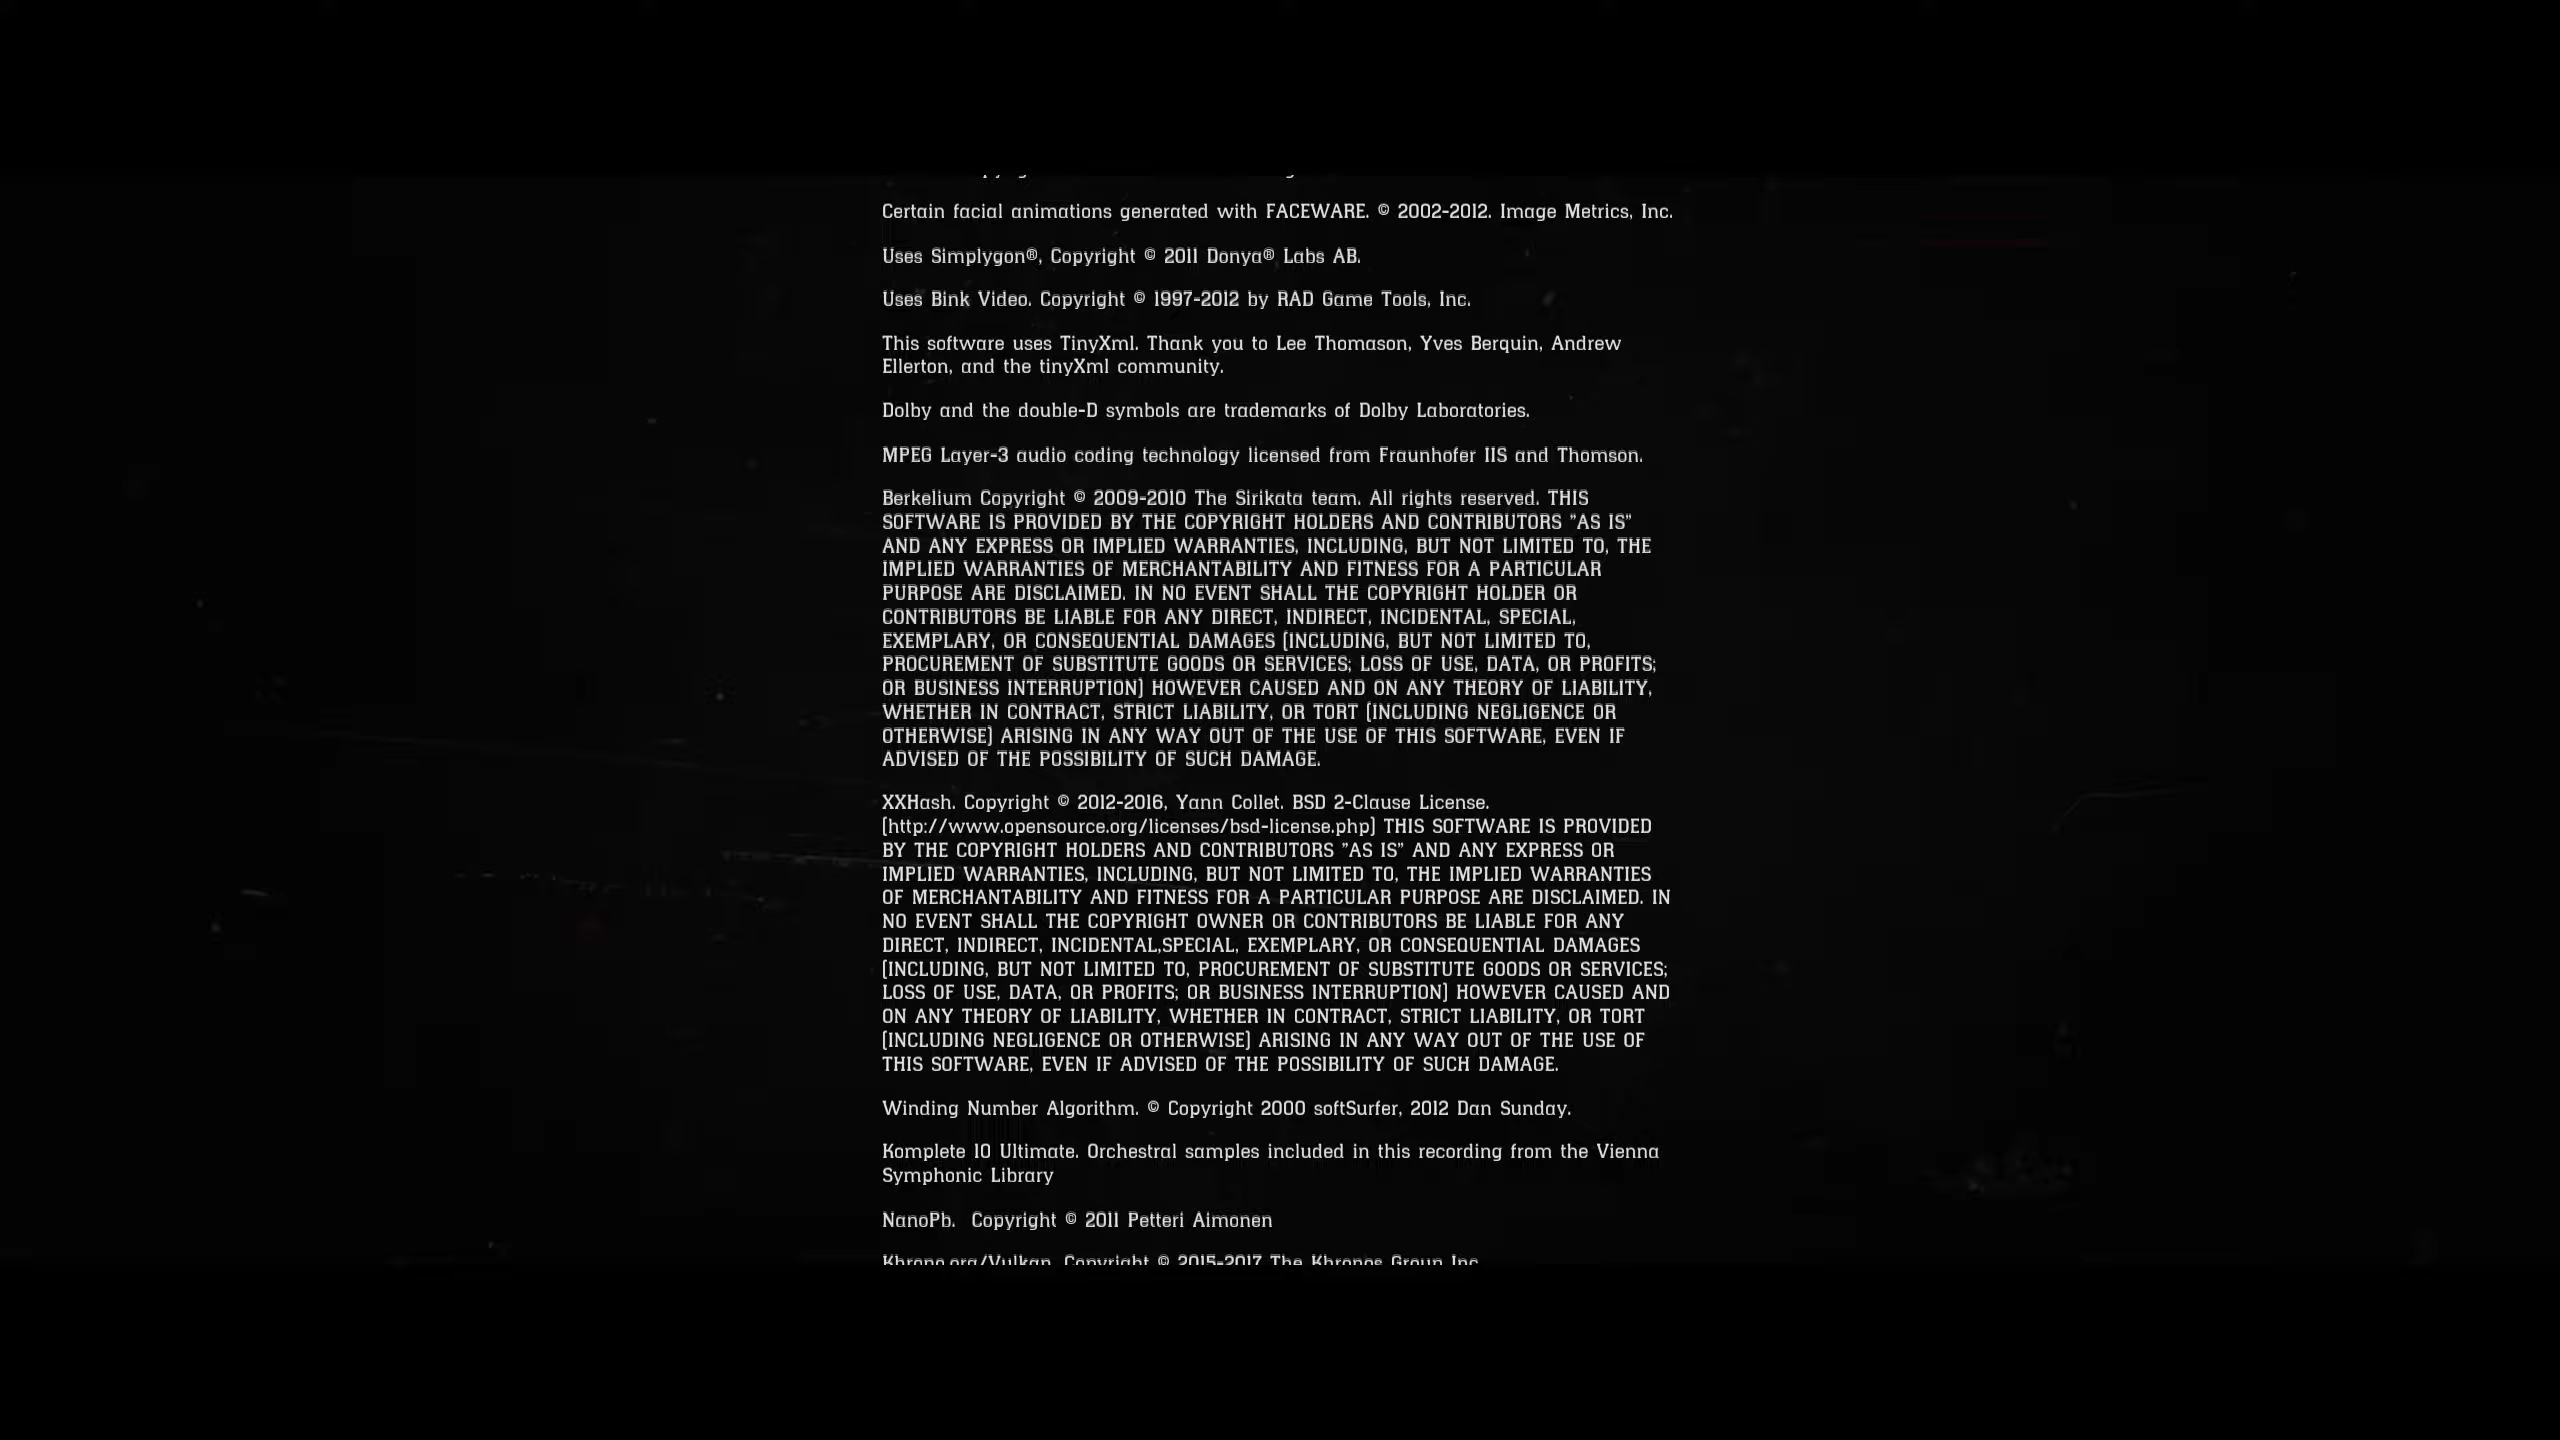 Certain facial animations generated with FACEWARE. © 2002-2012. Image Metrics, Inc.
Uses Simplygon®, Copyright © 2011 Donya® Labs AB.
Uses Bink Video. Copyright © 1997-2012 by RAD Game Tools, Inc.
This software uses TinyXml. Thank you to Lee Thomason, Yves Berquin, Andrew
Ellerton, and the tinyXml community.
Dolby and the double-D symbols are trademarks of Dolby Laboratories.
MPEG Layer-3 audio coding technology licensed from Fraunhofer IIS and Thomson.
Berkelium Copyright © 2009-2010 The Sirikata team. All rights reserved. THIS
SOFTWARE IS PROVIDED BY THE COPYRIGHT HOLDERS AND CONTRIBUTORS "AS IS"
AND ANY EXPRESS OR IMPLIED WARRANTIES, INCLUDING, BUT NOT LIMITED TO, THE
IMPLIED WARRANTIES OF MERCHANTABILITY AND FITNESS FOR A PARTICULAR
PURPOSE ARE DISCLAIMED. IN NO EVENT SHALL THE COPYRIGHT HOLDER OR
CONTRIBUTORS BE LIABLE FOR ANY DIRECT, INDIRECT, INCIDENTAL, SPECIAL,
EXEMPLARY, OR CONSEQUENTIAL DAMAGES (INCLUDING, BUT NOT LIMITED TO,
PROCUREMENT OF SUBSTITUTE GOODS OR SERVICES; LOSS OF USE, DATA, OR PROFITS;
OR BUSINESS INTERRUPTION) HOWEVER CAUSED AND ON ANY THEORY OF LIABILITY,
WHETHER IN CONTRACT, STRICT LIABILITY, OR TORT (INCLUDING NEGLIGENCE OR
OTHERWISE) ARISING IN ANY WAY OUT OF THE USE OF THIS SOFTWARE, EVEN IF
ADVISED OF THE POSSIBILITY OF SUCH DAMAGE.
XXHash. Copyright © 2012-2016, Yann Collet. BSD 2-Clause License.
(http://www.opensource.org/licenses/bsd-license.php) THIS SOFTWARE IS PROVIDED
BY THE COPYRIGHT HOLDERS AND CONTRIBUTORS "AS IS" AND ANY EXPRESS OR
IMPLIED WARRANTIES, INCLUDING, BUT NOT LIMITED TO, THE IMPLIED WARRANTIES
OF MERCHANTABILITY AND FITNESS FOR A PARTICULAR PURPOSE ARE DISCLAIMED. IN
NO EVENT SHALL THE COPYRIGHT OWNER OR CONTRIBUTORS BE LIABLE FOR ANY
DIRECT, INDIRECT, INCIDENTAL,SPECIAL, EXEMPLARY, OR CONSEQUENTIAL DAMAGES
(INCLUDING, BUT NOT LIMITED TO, PROCUREMENT OF SUBSTITUTE GOODS OR SERVICES;
LOSS OF USE, DATA, OR PROFITS; OR BUSINESS INTERRUPTION) HOWEVER CAUSED AND
ON ANY THEORY OF LIABILITY, WHETHER IN CONTRACT, STRICT LIABILITY, OR TORT
(INCLUDING NEGLIGENCE OR OTHERWISE) ARISING IN ANY WAY OUT OF THE USE OF
THIS SOFTWARE, EVEN IF ADVISED OF THE POSSIBILITY OF SUCH DAMAGE.
Winding Number Algorithm. © Copyright 2000 softSurfer, 2012 Dan Sunday.
Komplete 10 Ultimate. Orchestral samples included in this recording from the Vienna
Symphonic Library
NanoPb.  Copyright © 2011 Petteri Aimonen
Khrono.org/Vulkan. Copyright © 2015-2017 The Khronos Group Inc.